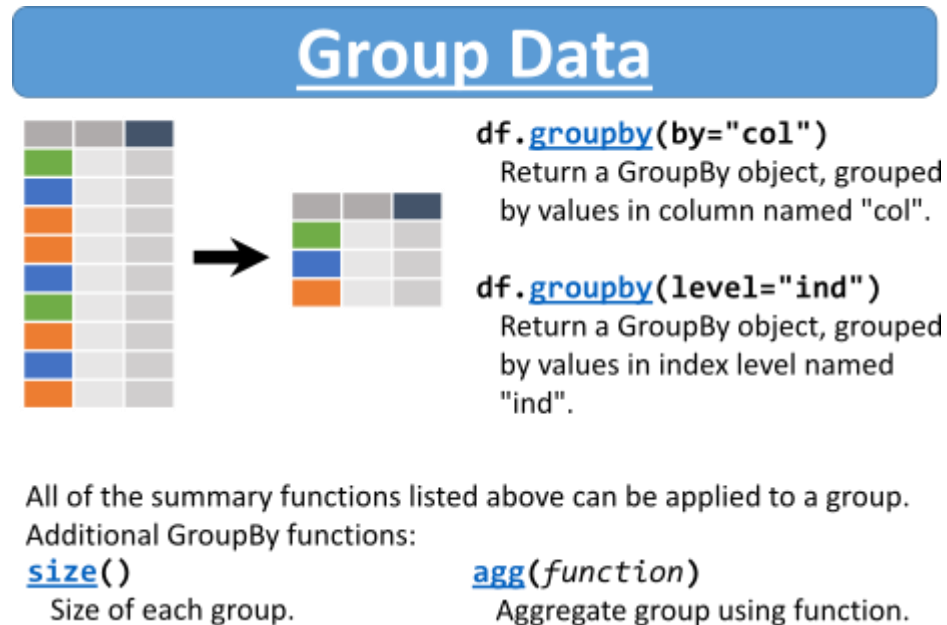 Group Data
df.groupby(by="col")
Return a GroupBy object, grouped
by values in column named "col".
df.groupby(level="ind")
Return a GroupBy object, grouped
by values in index level named
"ind".
All of the summary functions listed above can be applied to a group.
Additional GroupBy functions:
size()
Size of each group.
agg(function)
Aggregate group using function.